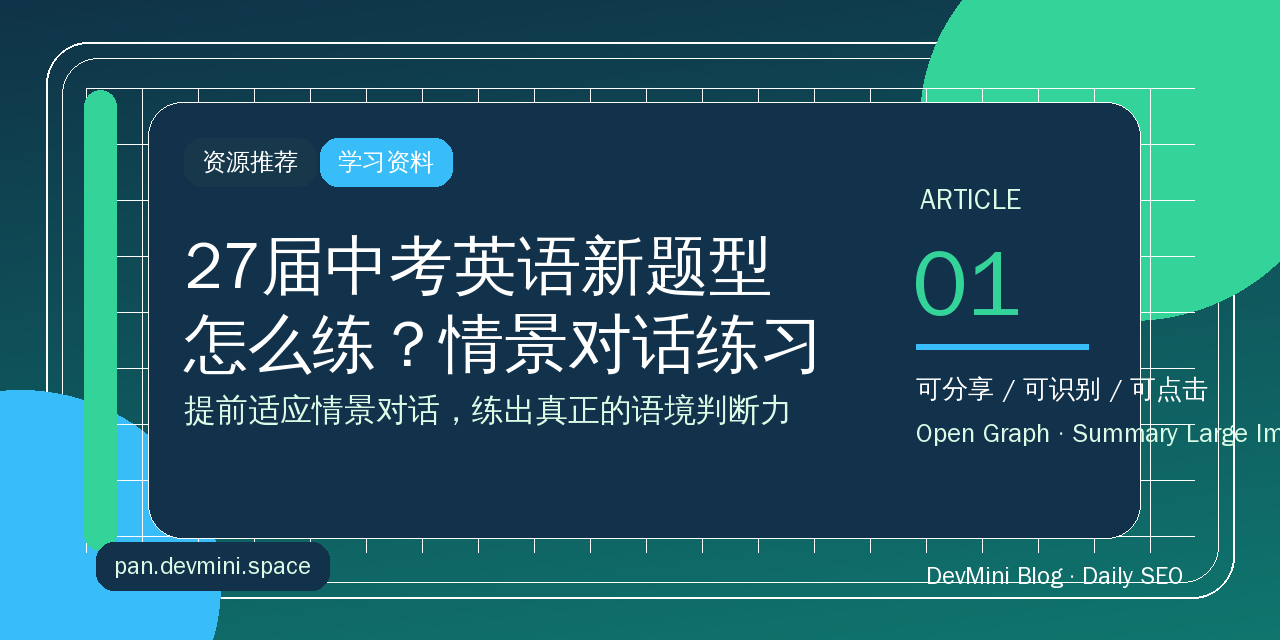 资源推荐
学习资料
27届中考英语新题型
怎么练？情景对话练习
提前适应情景对话，练出真正的语境判断力
ARTICLE
01
可分享 / 可识别 / 可点击
Open Graph · Summary Large Im
pan.devmini.space
DevMini Blog · Daily SEO